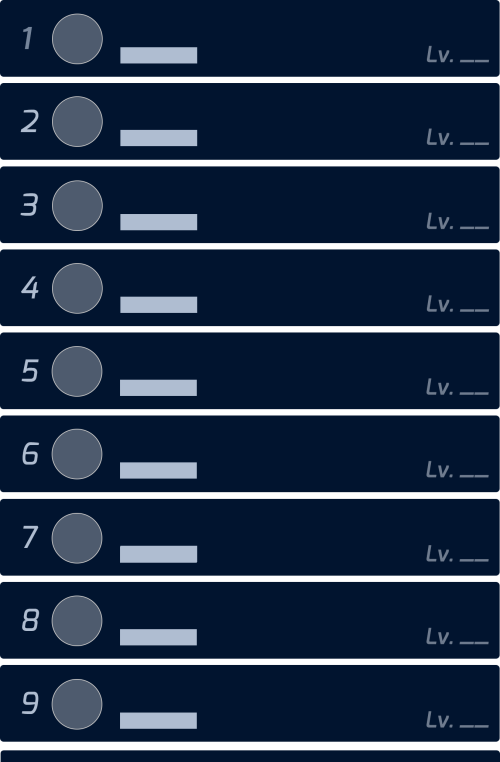 1 Lv. __
2 Lv. __
3 Lv. __
4 Lv. __
5 Lv. __
6 Lv. __
7 Lv. __
8 Lv. __
9 Lv. __